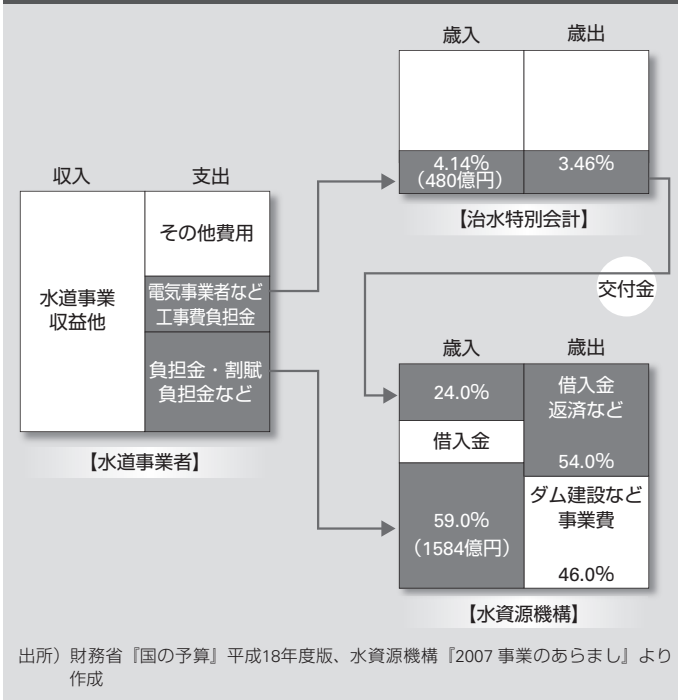 歳入
歳出
4.14%
(480億円)
3.46%
【治水特別会計】
収入
支出
水道事業
収益他
その他費用
電気事業者など
工事費負担金
負担金・割賦
負担金など
【水道事業者】
交付金
歳入
歳出
24.0%
借入金
59.0%
(1584億円)
借入金
返済など
54.0%
ダム建設など
事業費
46.0%
【水資源機構】
出所）財務省『国の予算』平成18年度版、水資源機構『2007 事業のあらまし』より
作成